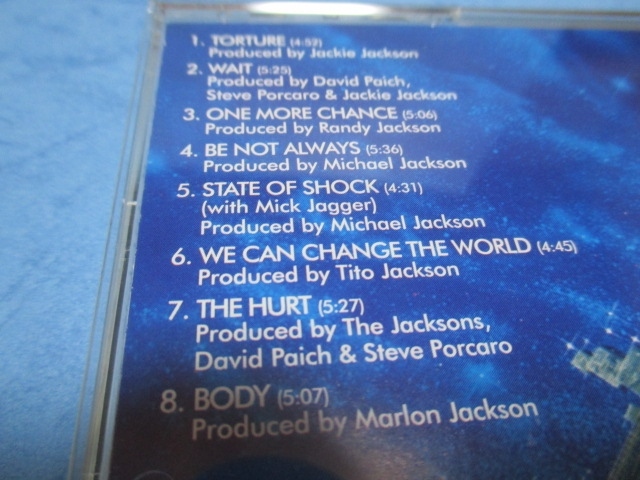 1. TORTURE (4:52)
Produced by Jackie Jackson
2. WAIT (5:25)
Produced by David Paich,
Steve Porcaro & Jackie Jackson
3. ONE MORE CHANCE (5:06)
Produced by Randy Jackson
4. BE NOT ALWAYS (5:36)
Produced by Michael Jackson
5. STATE OF SHOCK (4:31)
(with Mick Jagger)
Produced by Michael Jackson
6. WE CAN CHANGE THE WORLD (4:45)
Produced by Tito Jackson
7. THE HURT (5:27)
Produced by The Jacksons,
David Paich & Steve Porcaro
8. BODY (5:07)
Produced by Marlon Jackson